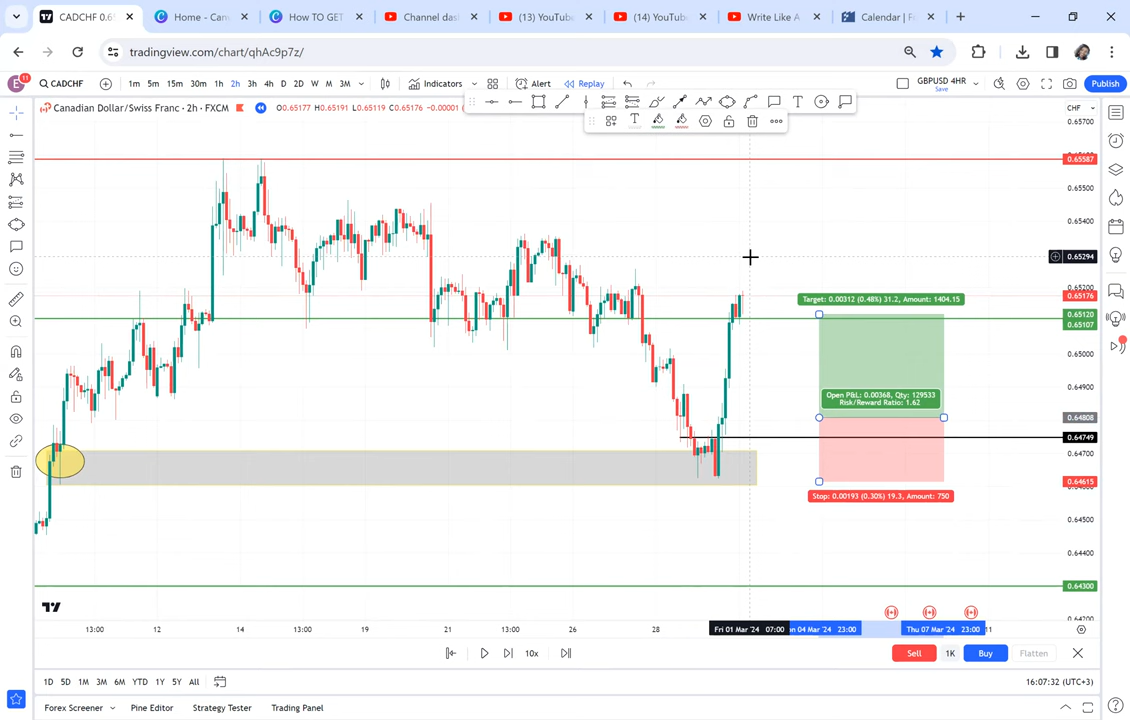 CADCHF 0.65
Home - Can
How TO GET
Channel das
(13) YouTube
(14) YouTube
Write Like A
Calendar | F
tradingview.com/chart/qhAc9p7z/
E
11
CADCHF
1m
5m
15m
30m
1h
2h
3h
4h
D
2D
W
M
3M
Indicators
Alert
Replay
GBPUSD 4HR
Save
Publish
Canadian Dollar/Swiss Franc · 2h · FXCM
O0.65177 H0.65191 L0.65119 C0.65176 −0.00001
CHF
0.65700
0.65587
0.65500
0.65400
0.65294
0.65200
0.65176
0.65120
0.65107
0.65000
0.64900
0.64808
0.64749
0.64700
0.64615
0.64500
0.64400
0.64300
0.64200
Target: 0.00312 (0.48%) 31.2, Amount: 1404.15
Open P&L: 0.00368, Qty: 129533
Risk/Reward Ratio: 1.62
Stop: 0.00193 (0.30%) 19.3, Amount: 750
13:00
12
14
13:00
19
21
13:00
26
28
Fri 01 Mar '24 07:00
on 04 Mar '24 23:00
Thu 07 Mar '24 23:00
11
10x
Sell
1K
Buy
Flatten
1D
5D
1M
3M
6M
YTD
1Y
5Y
All
16:07:32 (UTC+3)
Forex Screener
Pine Editor
Strategy Tester
Trading Panel